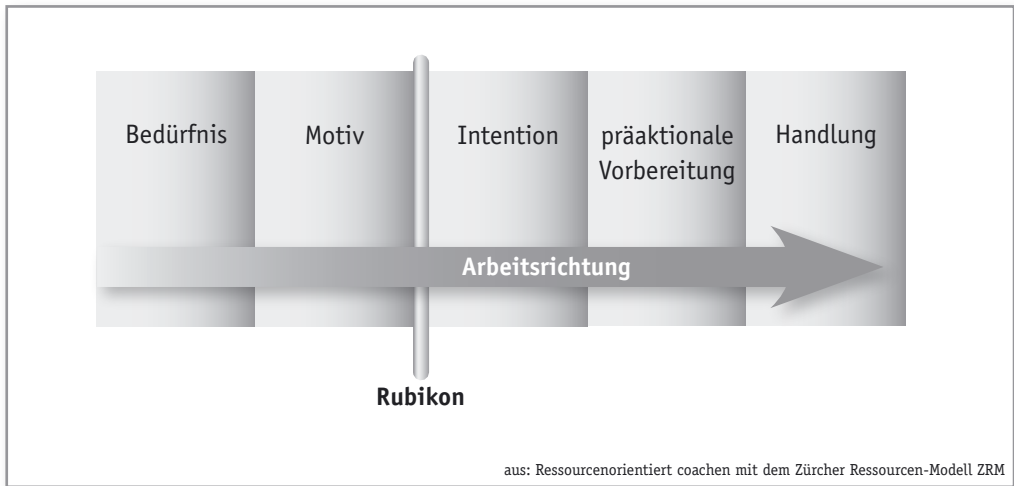 Bedürfnis
Motiv
Intention
präaktionale
Vorbereitung
Handlung
Arbeitsrichtung
Rubikon
aus: Ressourcenorientiert coachen mit dem Zürcher Ressourcen-Modell ZRM